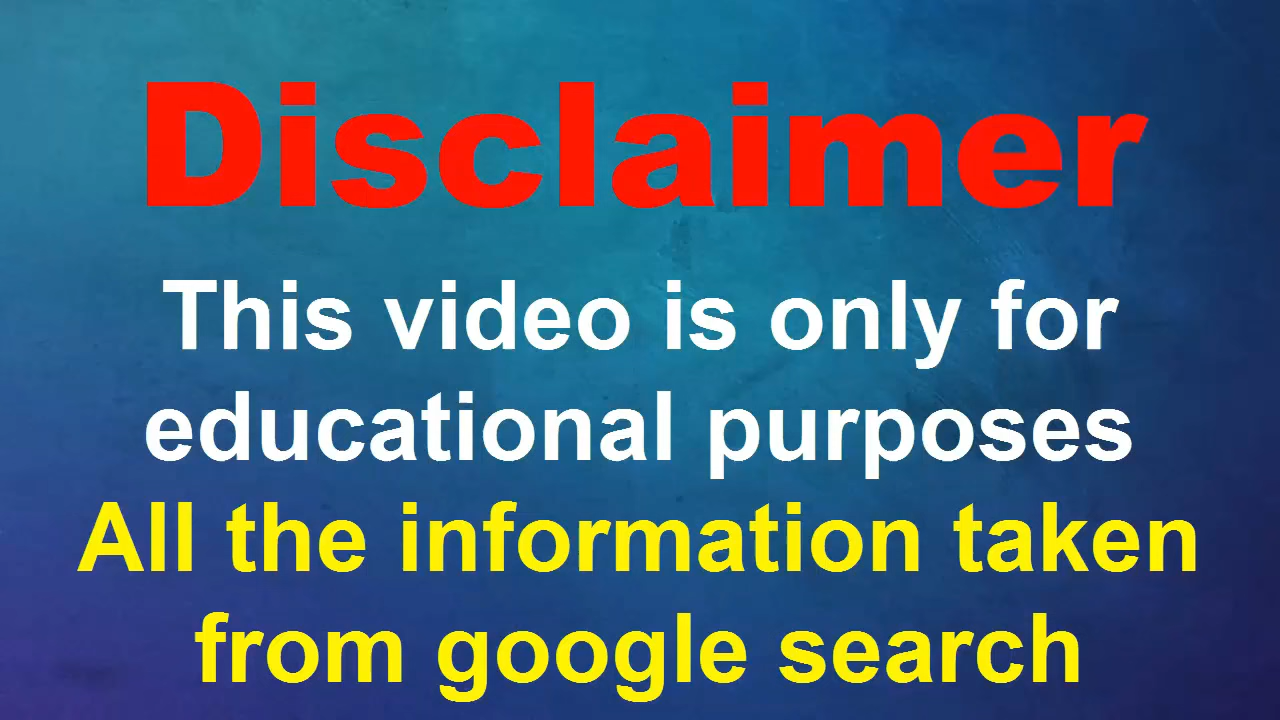 Disclaimer
This video is only for
educational purposes
All the information taken
from google search